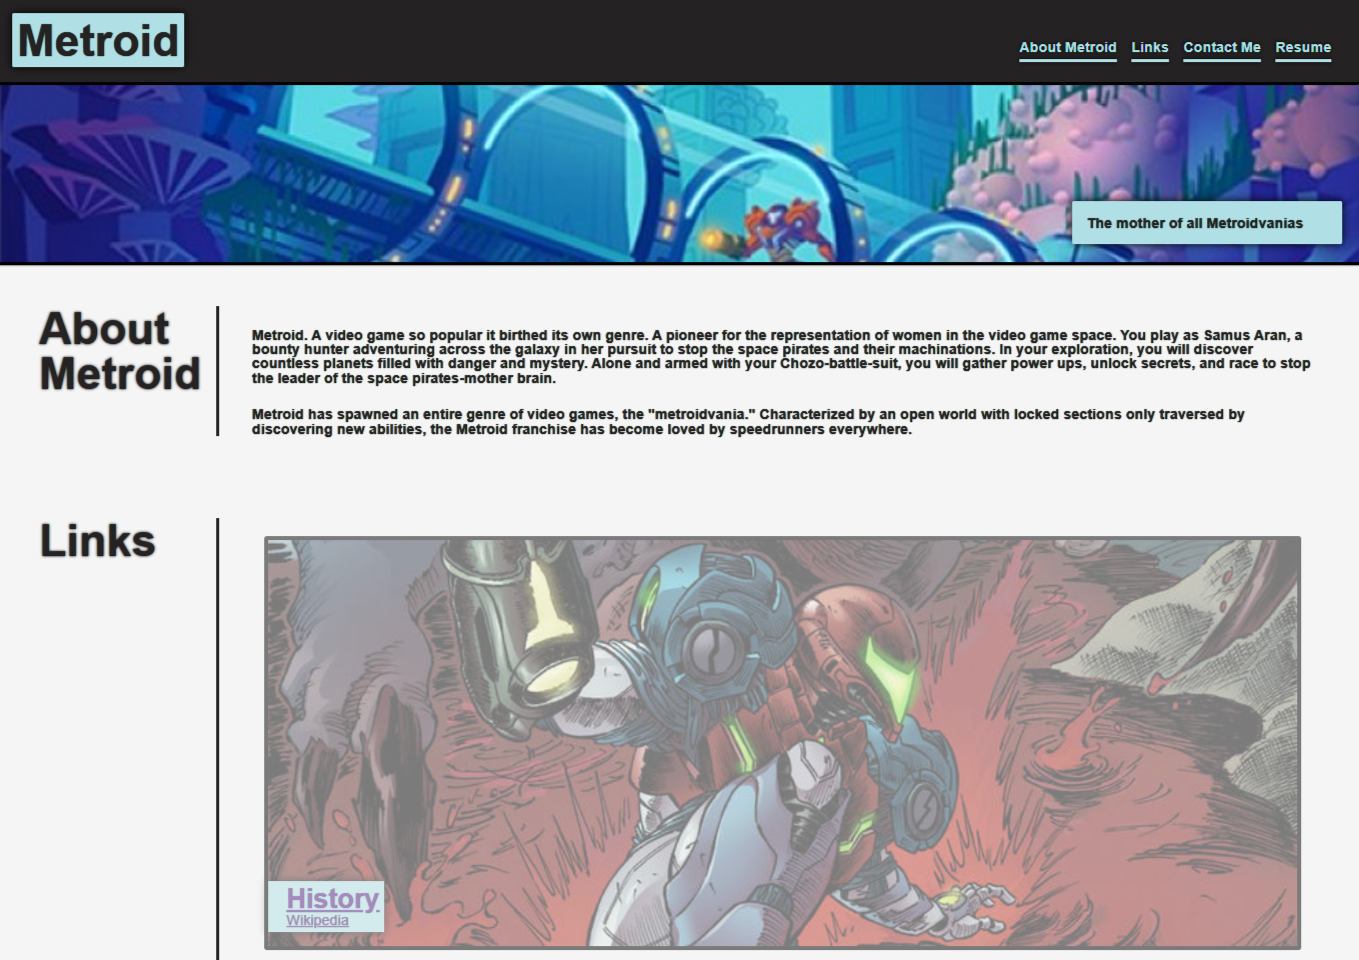 Metroid
About Metroid Links Contact Me Resume
The mother of all Metroidvanias
About
Metroid
Metroid. A video game so popular it birthed its own genre. A pioneer for the representation of women in the video game space. You play as Samus Aran, a
bounty hunter adventuring across the galaxy in her pursuit to stop the space pirates and their machinations. In your exploration, you will discover
countless planets filled with danger and mystery. Alone and armed with your Chozo-battle-suit, you will gather power ups, unlock secrets, and race to stop
the leader of the space pirates-mother brain.
Metroid has spawned an entire genre of video games, the "metroidvania." Characterized by an open world with locked sections only traversed by
discovering new abilities, the Metroid franchise has become loved by speedrunners everywhere.
Links
History
Wikipedia